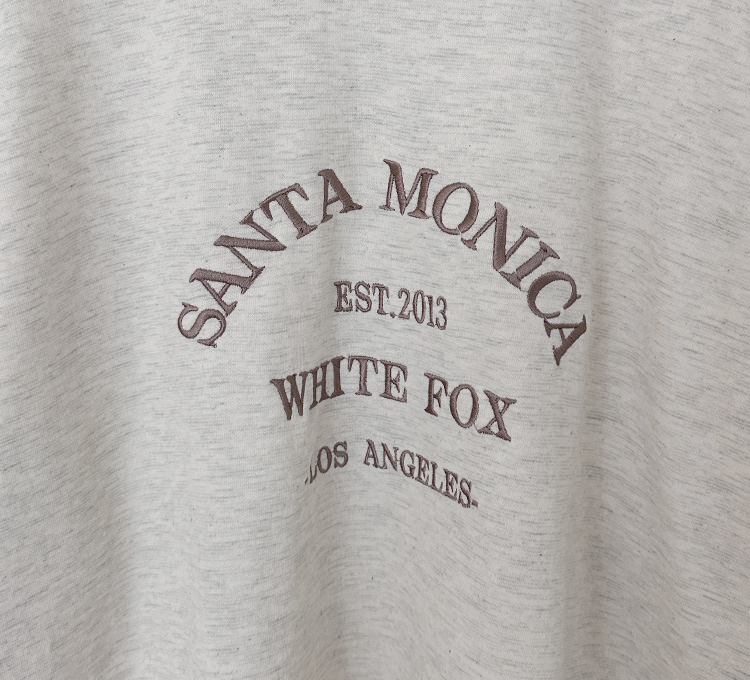 SANTA MONICA
EST.2013
WHITE FOX
-LOS ANGELES-